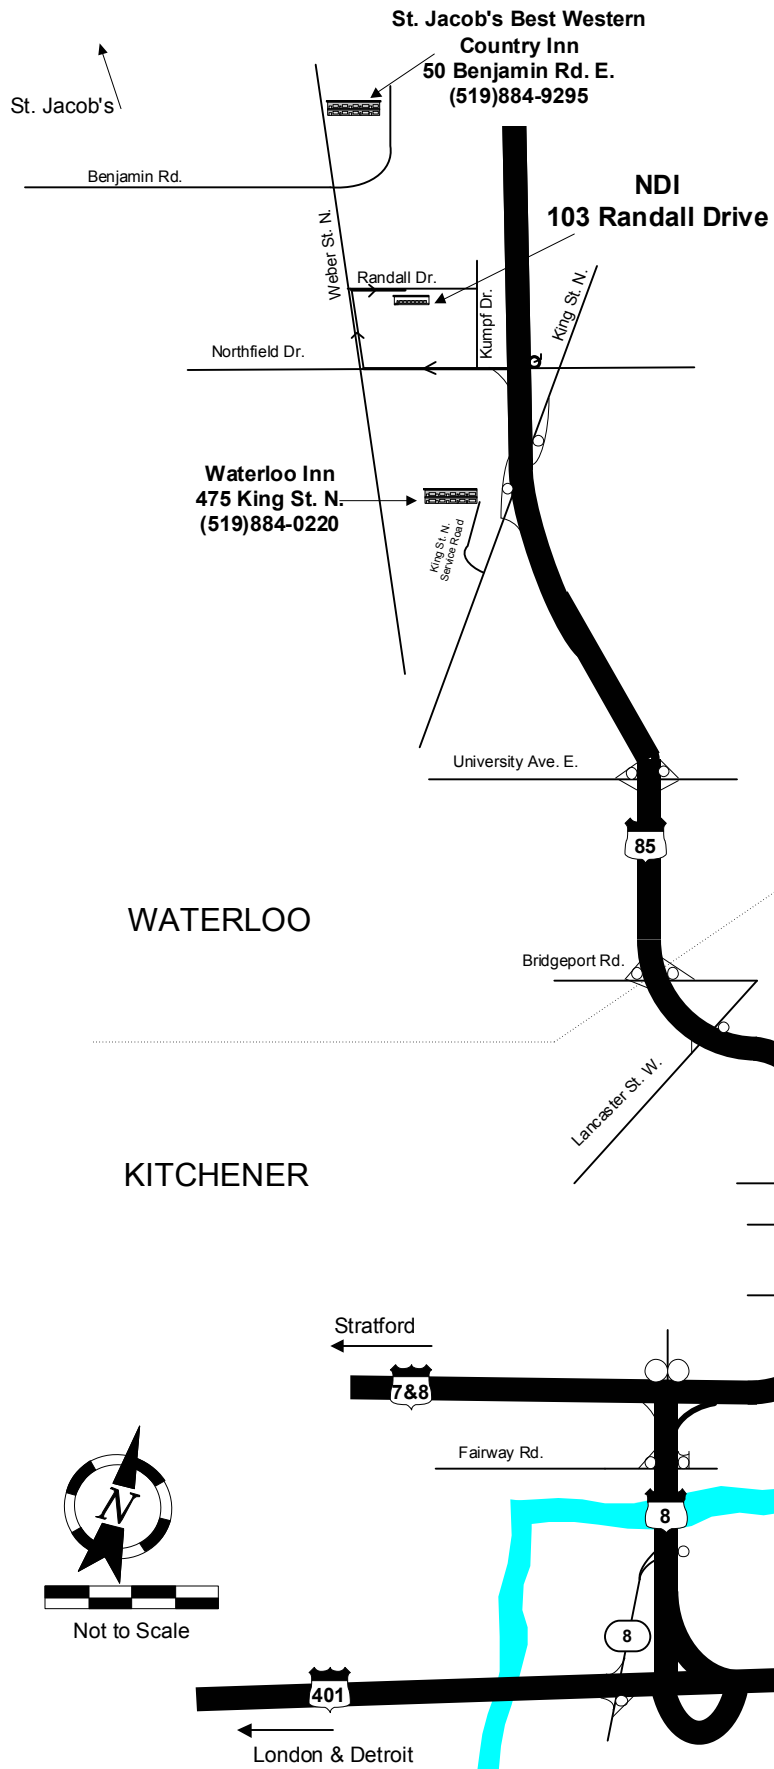 St. Jacob's Best Western
Country Inn
50 Benjamin Rd. E.
(519)884-9295
St. Jacob's
Benjamin Rd.
NDI
103 Randall Drive
Weber St. N.
Randall Dr.
Kumpf Dr.
King St. N.
Northfield Dr.
Waterloo Inn
475 King St. N.
(519)884-0220
King St. N.
Service Road
University Ave. E.
85
WATERLOO
Bridgeport Rd.
Lancaster St. W.
KITCHENER
Stratford
7&8
Fairway Rd.
N
8
Not to Scale
8
401
London & Detroit